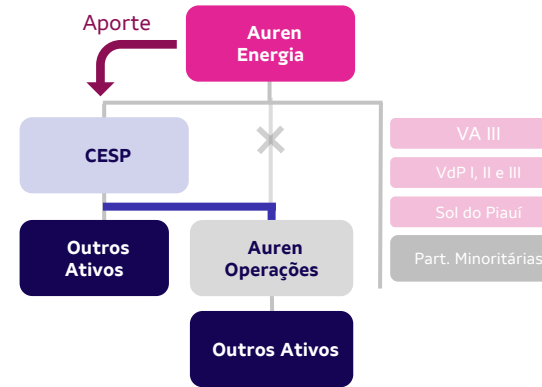 Aporte
Auren
Energia
CESP
VA III
VdP I, II e III
Sol do Piauí
Part. Minoritárias
Outros
Ativos
Auren
Operações
Outros Ativos